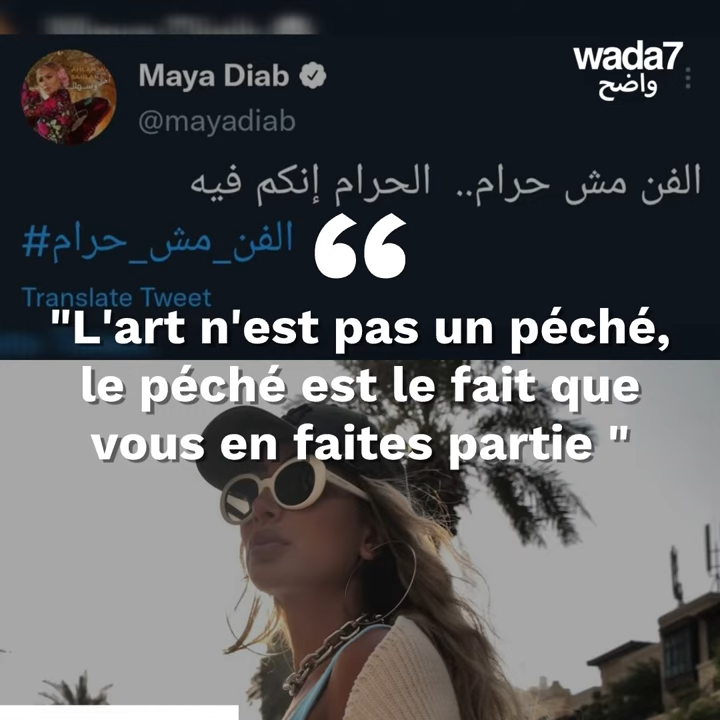 wada7
واضح
Maya Diab
@mayadiab
الفن مش حرام.. الحرام إنكم فيه
#الفن_مش_حرام
Translate Tweet
"L'art n'est pas un péché,
le péché est le fait que
vous en faites partie "